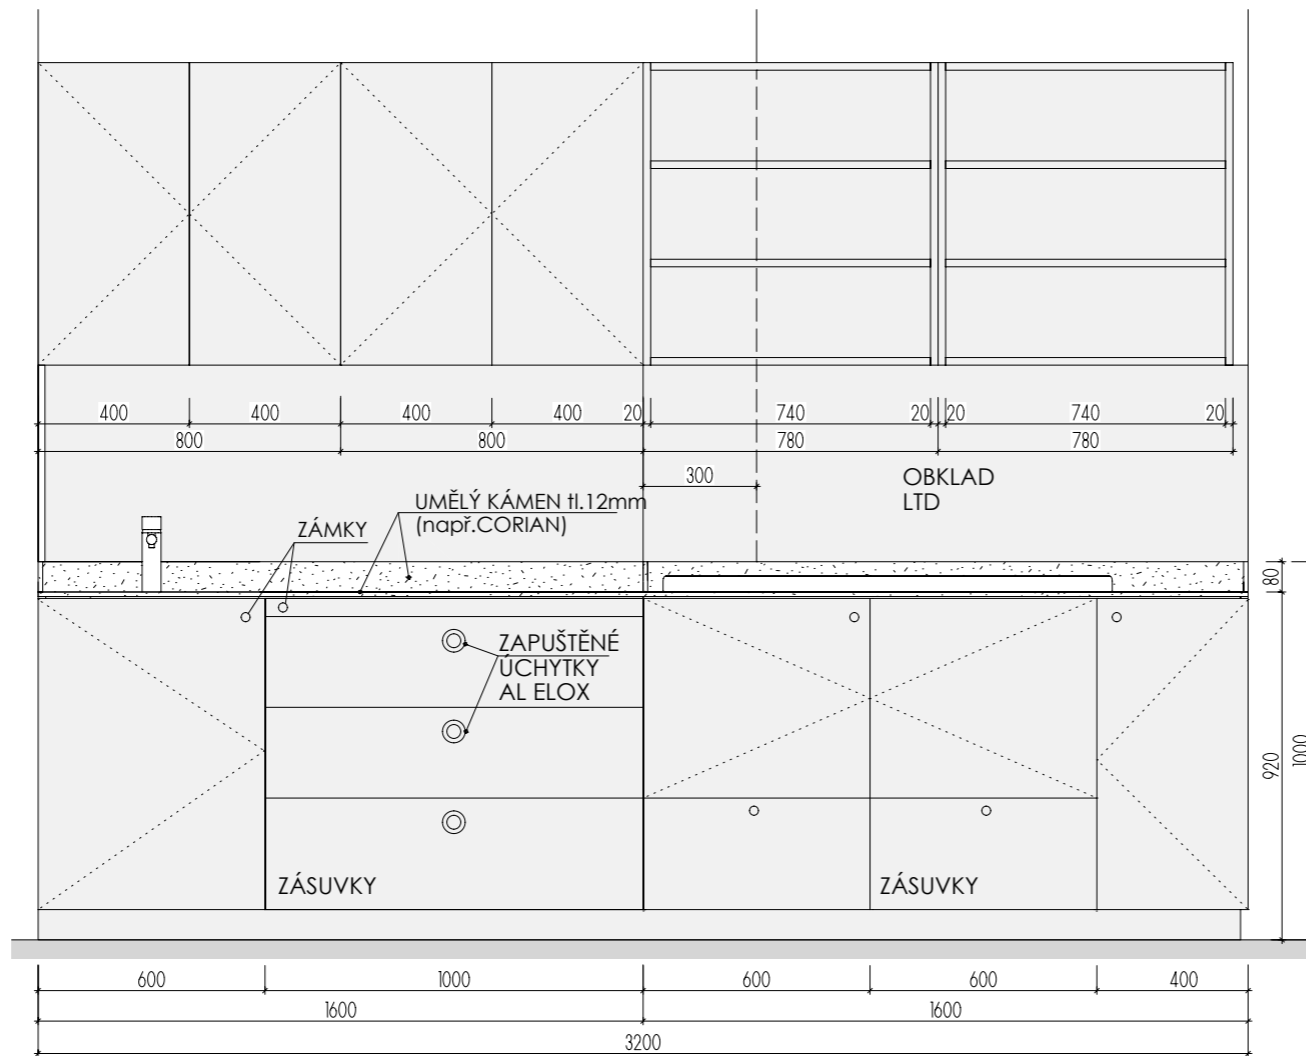 400 400 400 400 20 740 20 20 740 20
800 800 780 780
300
OBKLAD
LTD
UMĚLÝ KÁMEN tl.12mm
(např.CORIAN)
ZÁMKY
80
ZAPUŠTĚNÉ
ÚCHYTKY
AL ELOX
920
1000
ZÁSUVKY
ZÁSUVKY
600 1000 600 600 400
1600 1600
3200